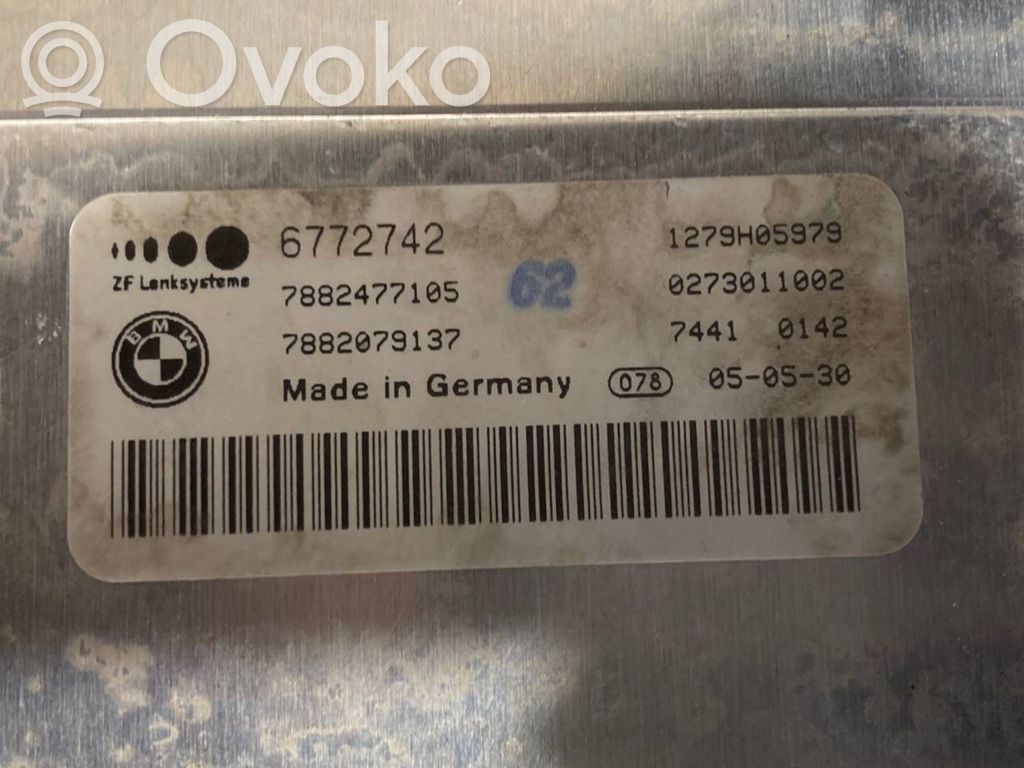 Ovoko
6772742 1279H05979
ZF Lenksysteme
7882477105 62 0273011002
BMW
7882079137 7441 0142
Made in Germany 078 05-05-30